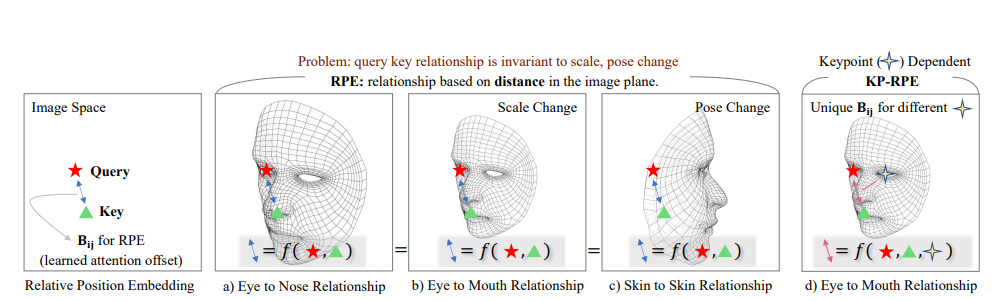 Problem: query key relationship is invariant to scale, pose change
RPE: relationship based on distance in the image plane.
Keypoint ( ) Dependent
KP-RPE
Image Space
Query
Key
Bij for RPE
(learned attention offset)
Relative Position Embedding
= f( , )
a) Eye to Nose Relationship
=
Scale Change
= f( , )
b) Eye to Mouth Relationship
=
Pose Change
= f( , )
c) Skin to Skin Relationship
Unique Bij for different
= f( , , )
d) Eye to Mouth Relationship